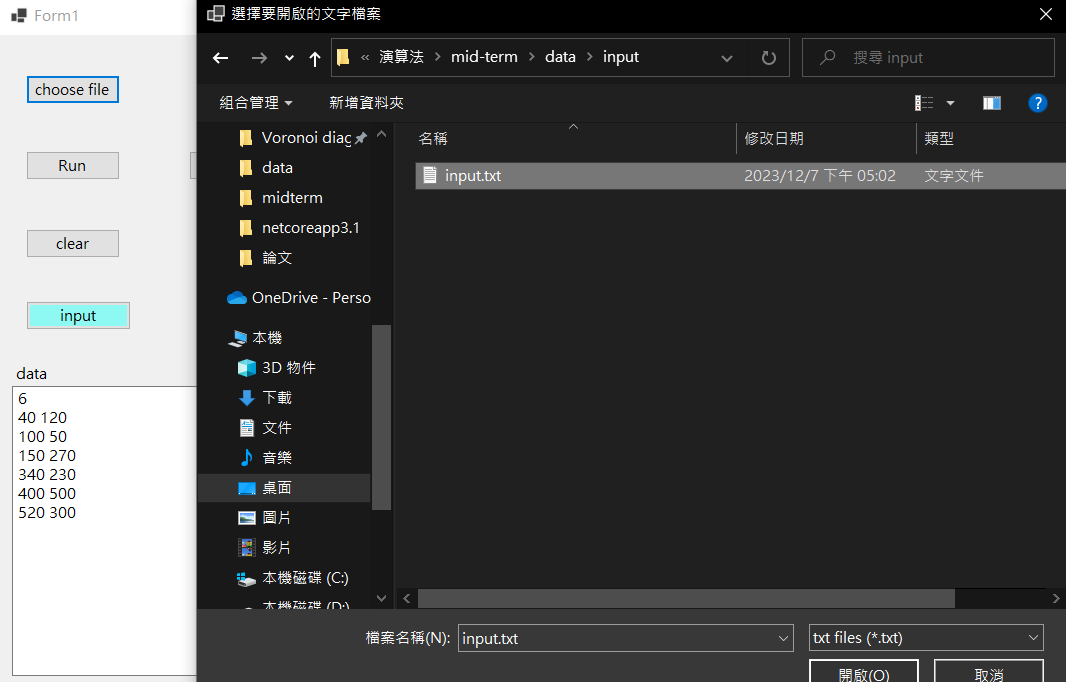 Form1
choose file
Run
clear
input
data
6
40 120
100 50
150 270
340 230
400 500
520 300
選擇要開啟的文字檔案
« 演算法 > mid-term > data > input
搜尋 input
組合管理
新增資料夾
Voronoi diag
data
midterm
netcoreapp3.1
論文
OneDrive - Perso
本機
3D 物件
下載
文件
音樂
桌面
圖片
影片
本機磁碟 (C:)
本機磁碟 (D:)
名稱
修改日期
類型
input.txt
2023/12/7 下午 05:02
文字文件
檔案名稱(N):
input.txt
txt files (*.txt)
開啟(O)
取消